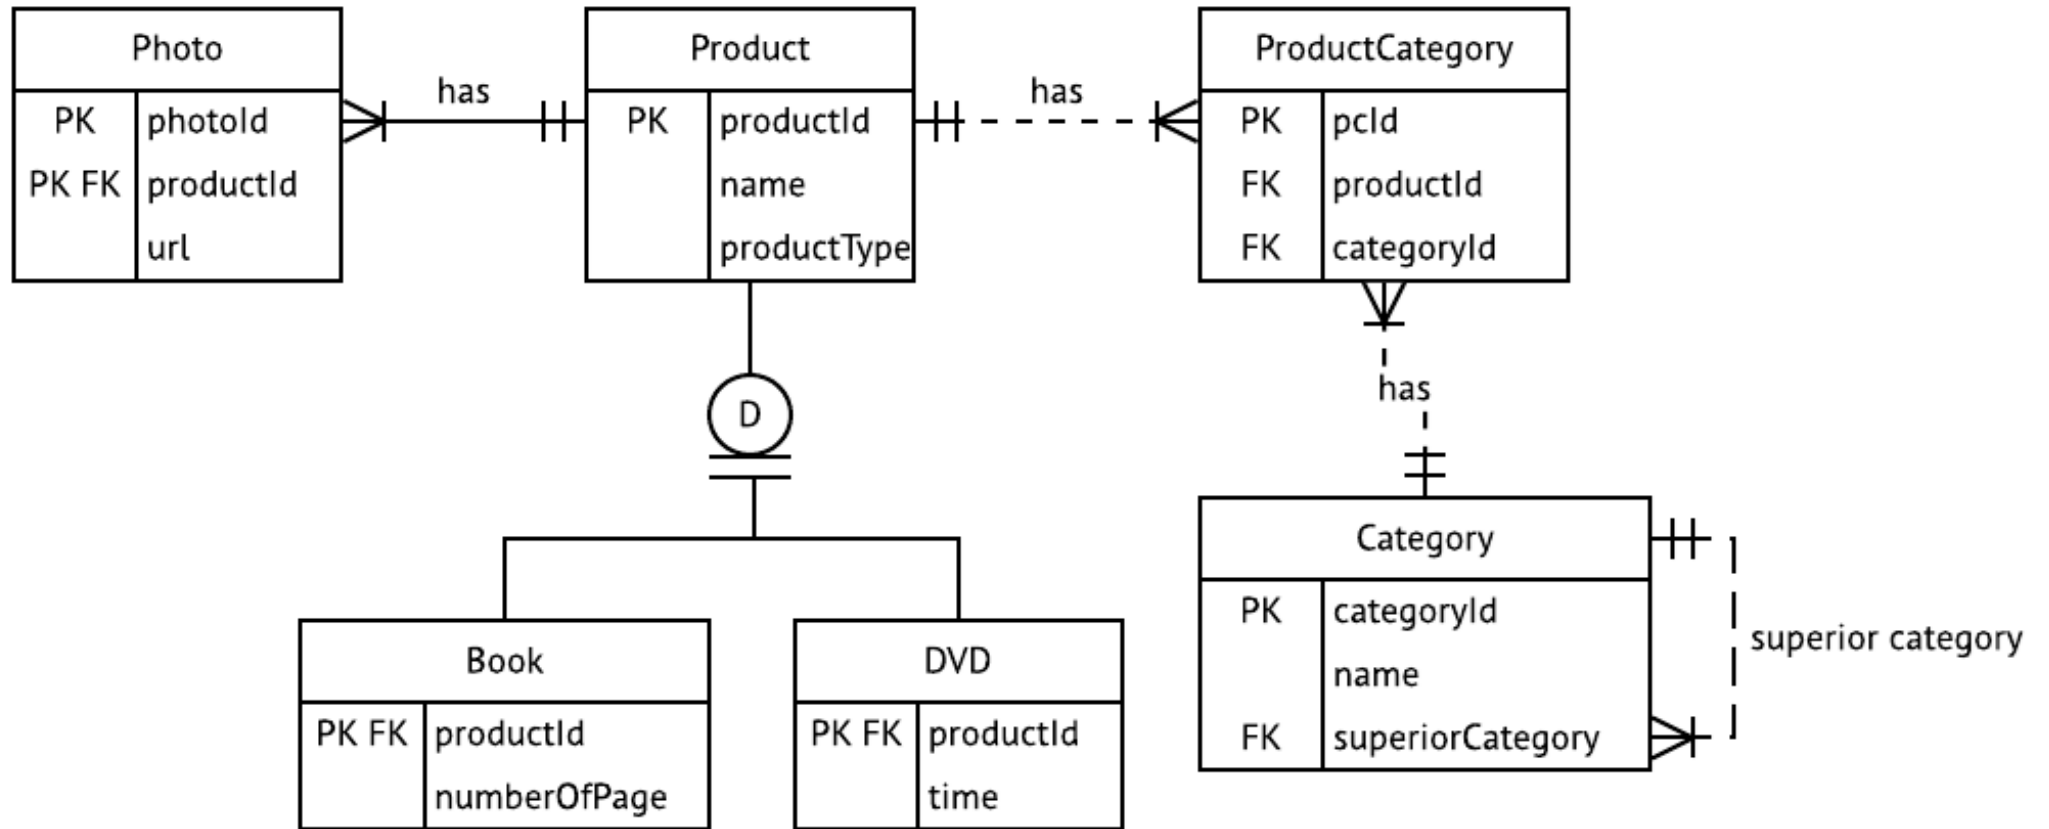 Photo
PK photoId
PK FK productId
url
has
Product
PK productId
name
productType
has
ProductCategory
PK pcId
FK productId
FK categoryId
has
D
Book
PK FK productId
numberOfPage
DVD
PK FK productId
time
Category
PK categoryId
name
FK superiorCategory
superior category